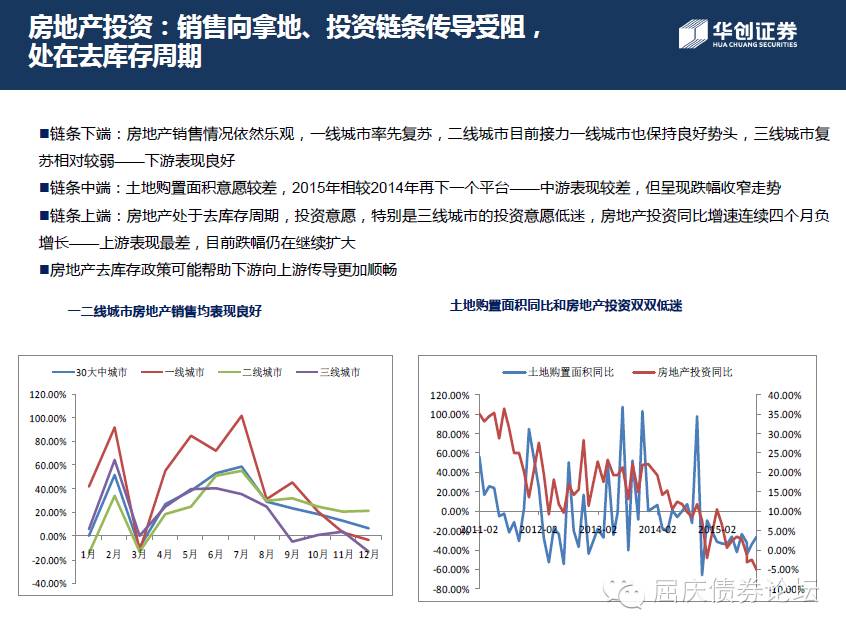 房地产投资：销售向拿地、投资链条传导受阻，
处在去库存周期
华创证券
HUA CHUANG SECURITIES
■链条下端：房地产销售情况依然乐观，一线城市率先复苏，二线城市目前接力一线城市也保持良好势头，三线城市复
苏相对较弱——下游表现良好
■链条中端：土地购置面积意愿较差，2015年相较2014年再下一个平台——中游表现较差，但呈现跌幅收窄走势
■链条上端：房地产处于去库存周期，投资意愿，特别是三线城市的投资意愿低迷，房地产投资同比增速连续四个月负
增长——上游表现最差，目前跌幅仍在继续扩大
■房地产去库存政策可能帮助下游向上游传导更加顺畅
一二线城市房地产销售均表现良好
30大中城市 一线城市 二线城市 三线城市
120.00%
100.00%
80.00%
60.00%
40.00%
20.00%
0.00%
-20.00%
-40.00%
1月 2月 3月 4月 5月 6月 7月 8月 9月 10月 11月 12月
土地购置面积同比和房地产投资双双低迷
土地购置面积同比 房地产投资同比
120.00%
100.00%
80.00%
60.00%
40.00%
20.00%
0.00%
-20.00%
-40.00%
-60.00%
-80.00%
2011-02 2012-02 2013-02 2014-02 2015-02
40.00%
35.00%
30.00%
25.00%
20.00%
15.00%
10.00%
5.00%
0.00%
-5.00%
-10.00%
屈庆债券论坛